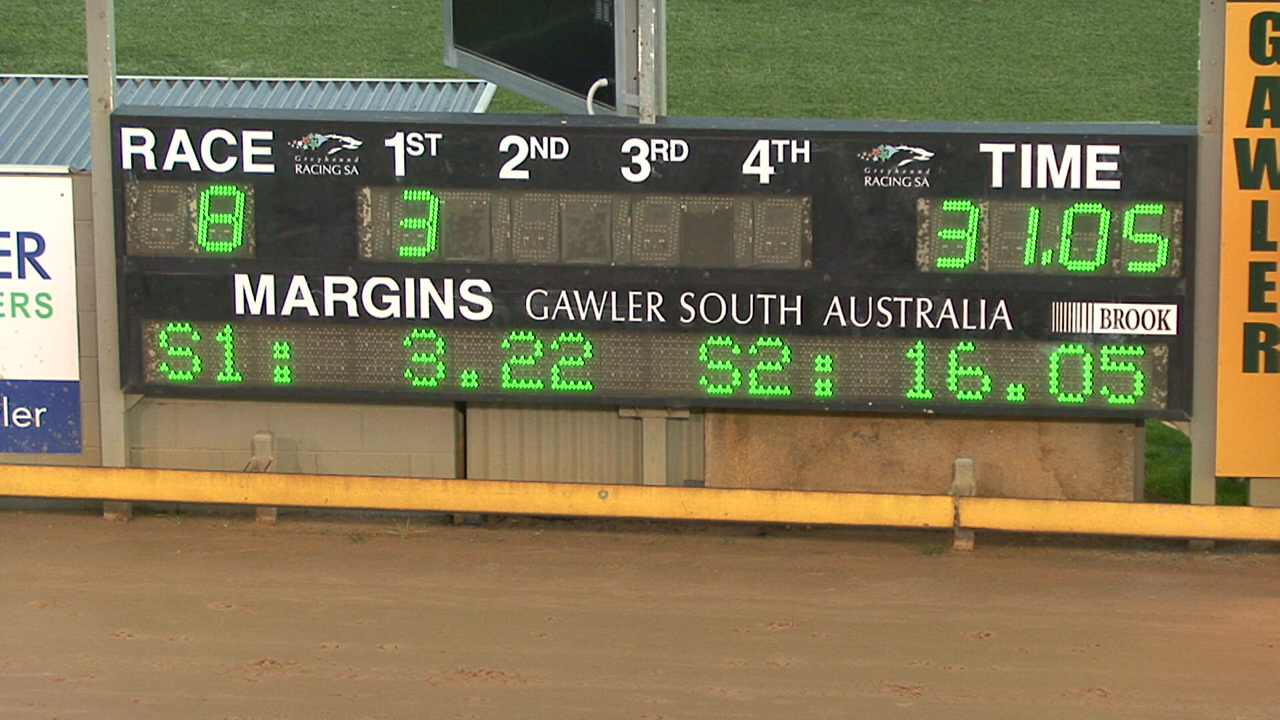 RACE Greyhound RACING SA 1ST 2ND 3RD 4TH Greyhound RACING SA TIME
8 3 31.05
MARGINS GAWLER SOUTH AUSTRALIA BROOK
S1: 3.22 S2: 16.05
ER
ERS
ler
GAWLER